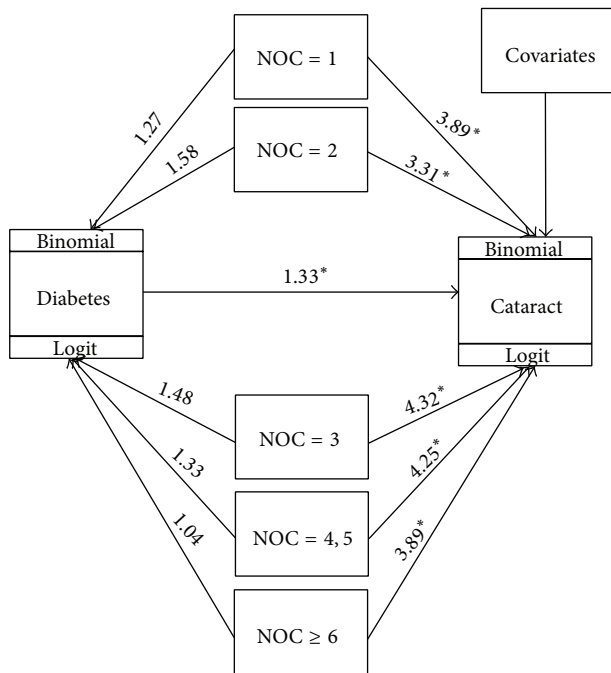 NOC = 1
Covariates
1.27
3.89*
NOC = 2
1.58
3.31*
Binomial
Diabetes
Logit
1.33*
Binomial
Cataract
Logit
1.48
NOC = 3
4.32*
1.33
NOC = 4, 5
4.25*
1.04
NOC ≥ 6
3.89*